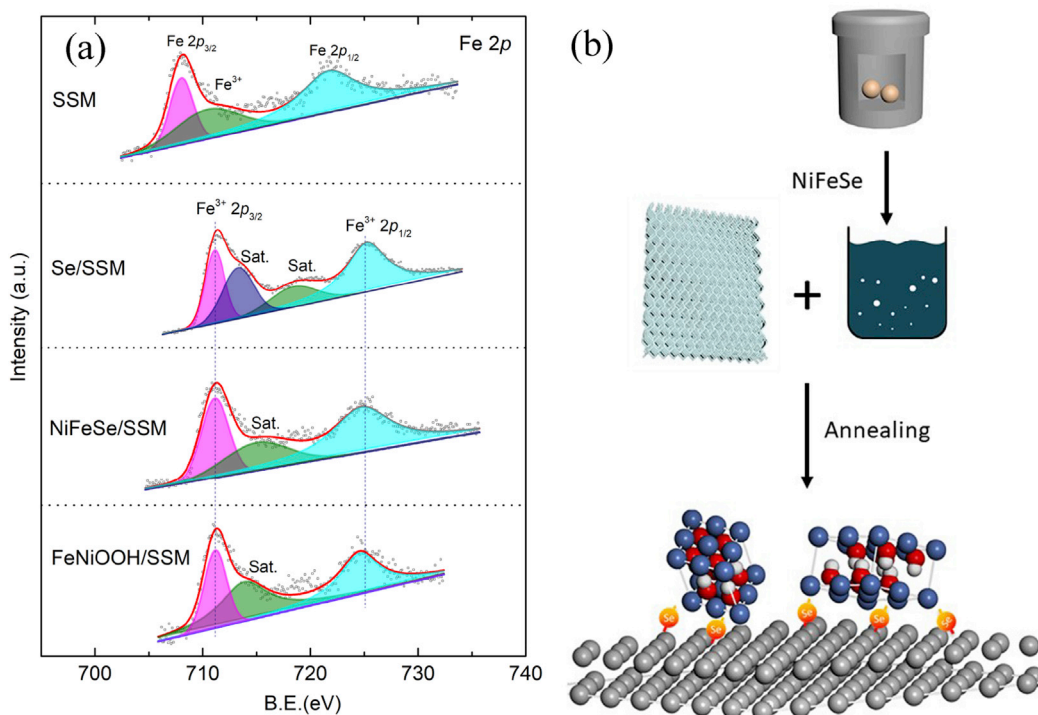 (a)
Fe 2p
Fe 2p3/2
Fe 2p1/2
Fe3+
SSM
Fe3+ 2p3/2
Fe3+ 2p1/2
Sat.
Sat.
Se/SSM
Sat.
NiFeSe/SSM
Sat.
FeNiOOH/SSM
Intensity (a.u.)
700 710 720 730 740
B.E.(eV)
(b)
NiFeSe
+
Annealing
Se
Se
Se
Se
Se